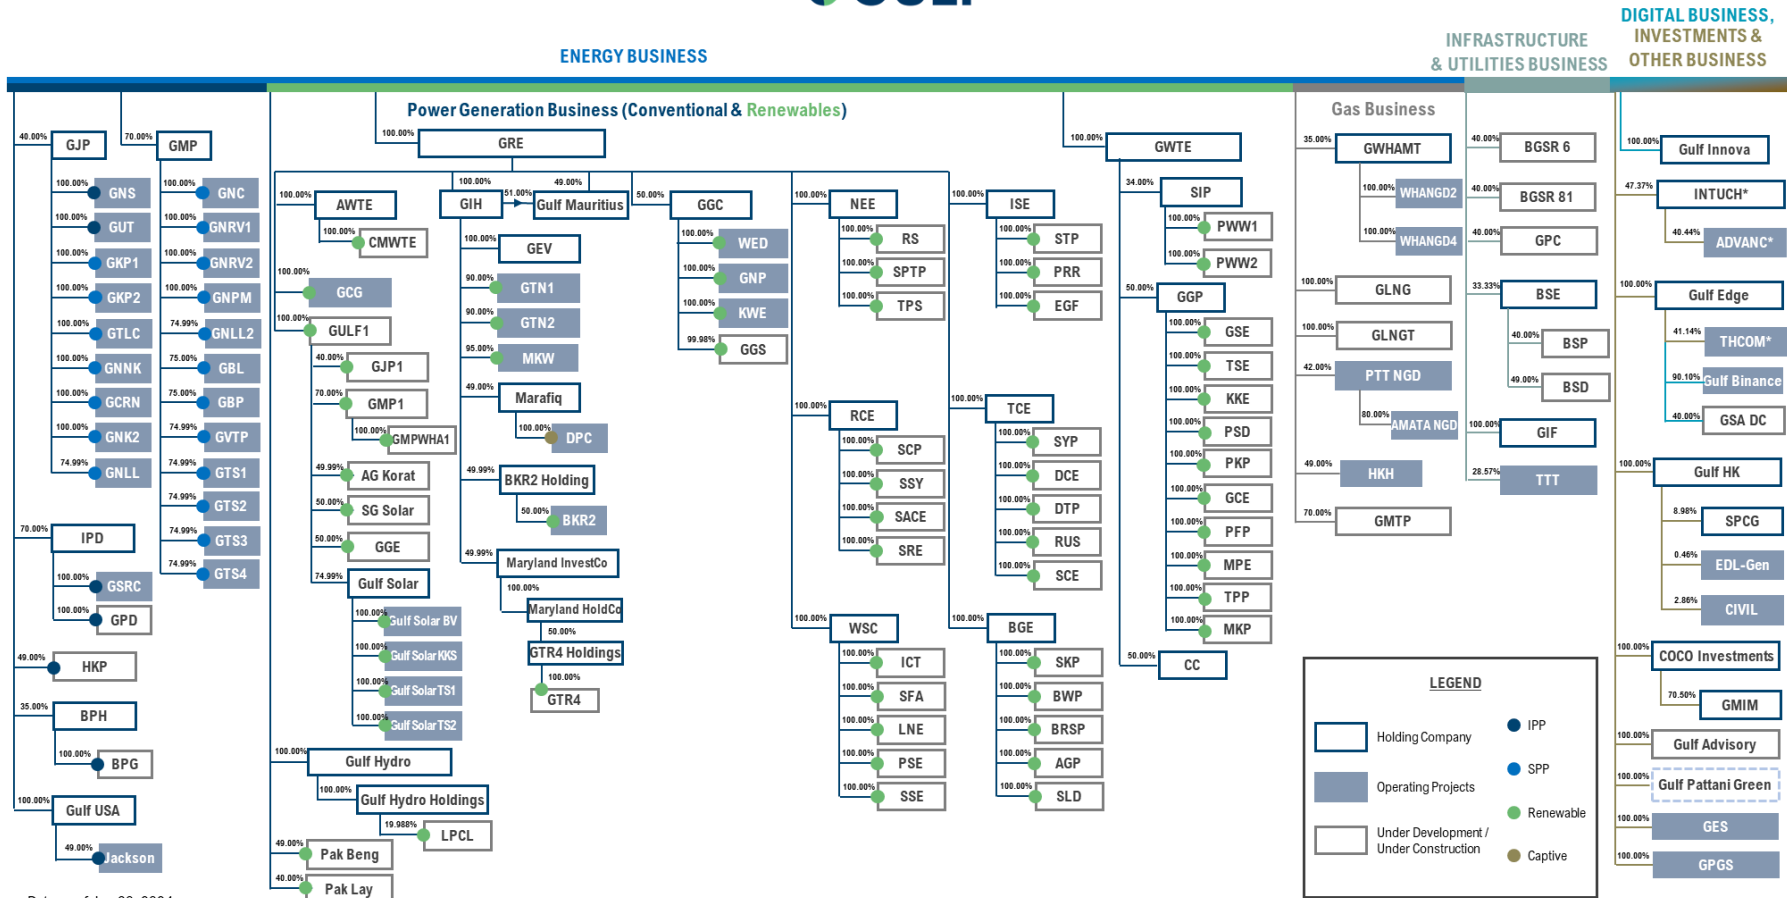 DIGITAL BUSINESS,
INVESTMENTS &
OTHER BUSINESS
INFRASTRUCTURE
& UTILITIES BUSINESS
ENERGY BUSINESS
Power Generation Business (Conventional & Renewables)
Gas Business
40.00% GJP
100.00% GNS
100.00% GUT
100.00% GKP1
100.00% GKP2
100.00% GTLC
100.00% GNNK
100.00% GCRN
100.00% GNK2
74.99% GNLL
70.00% IPD
100.00% GSRC
100.00% GPD
49.00% HKP
35.00% BPH
100.00% BPG
100.00% Gulf USA
49.00% Jackson
70.00% GMP
100.00% GNC
100.00% GNRV1
100.00% GNRV2
100.00% GNPM
74.99% GNLL2
75.00% GBL
75.00% GBP
74.99% GVTP
74.99% GTS1
74.99% GTS2
74.99% GTS3
74.99% GTS4
100.00% GRE
100.00% AWTE
100.00% CMWTE
100.00% GCG
100.00% GULF1
40.00% GJP1
70.00% GMP1
100.00% GMPWHA1
49.99% AG Korat
50.00% SG Solar
50.00% GGE
74.99% Gulf Solar
100.00% Gulf Solar BV
100.00% Gulf Solar KKS
100.00% Gulf Solar TS1
100.00% Gulf Solar TS2
100.00% Gulf Hydro
100.00% Gulf Hydro Holdings
19.988% LPCL
49.00% Pak Beng
40.00% Pak Lay
100.00% GIH
51.00% 49.00% Gulf Mauritius
100.00% GEV
90.00% GTN1
90.00% GTN2
95.00% MKW
49.00% Marafiq
100.00% DPC
49.99% BKR2 Holding
50.00% BKR2
49.99% Maryland InvestCo
100.00% Maryland HoldCo
50.00% GTR4 Holdings
100.00% GTR4
50.00% GGC
100.00% WED
100.00% GNP
100.00% KWE
99.98% GGS
100.00% NEE
100.00% RS
100.00% SPTP
100.00% TPS
100.00% RCE
100.00% SCP
100.00% SSY
100.00% SACE
100.00% SRE
100.00% WSC
100.00% ICT
100.00% SFA
100.00% LNE
100.00% PSE
100.00% SSE
100.00% ISE
100.00% STP
100.00% PRR
100.00% EGF
100.00% TCE
100.00% SYP
100.00% DCE
100.00% DTP
100.00% RUS
100.00% SCE
100.00% BGE
100.00% SKP
100.00% BWP
100.00% BRSP
100.00% AGP
100.00% SLD
100.00% GWTE
34.00% SIP
100.00% PWW1
100.00% PWW2
50.00% GGP
100.00% GSE
100.00% TSE
100.00% KKE
100.00% PSD
100.00% PKP
100.00% GCE
100.00% PFP
100.00% MPE
100.00% TPP
100.00% MKP
50.00% CC
35.00% GWHAMT
100.00% WHANGD2
100.00% WHANGD4
100.00% GLNG
100.00% GLNGT
42.00% PTT NGD
80.00% AMATA NGD
49.00% HKH
70.00% GMTP
40.00% BGSR 6
40.00% BGSR 81
40.00% GPC
33.33% BSE
40.00% BSP
49.00% BSD
100.00% GIF
28.57% TTT
100.00% Gulf Innova
47.37% INTUCH*
40.44% ADVANC*
100.00% Gulf Edge
41.14% THCOM*
90.10% Gulf Binance
40.00% GSA DC
100.00% Gulf HK
8.98% SPCG
0.46% EDL-Gen
2.86% CIVIL
100.00% COCO Investments
70.50% GMIM
100.00% Gulf Advisory
100.00% Gulf Pattani Green
100.00% GES
100.00% GPGS
LEGEND
Holding Company
Operating Projects
Under Development /
Under Construction
IPP
SPP
Renewable
Captive